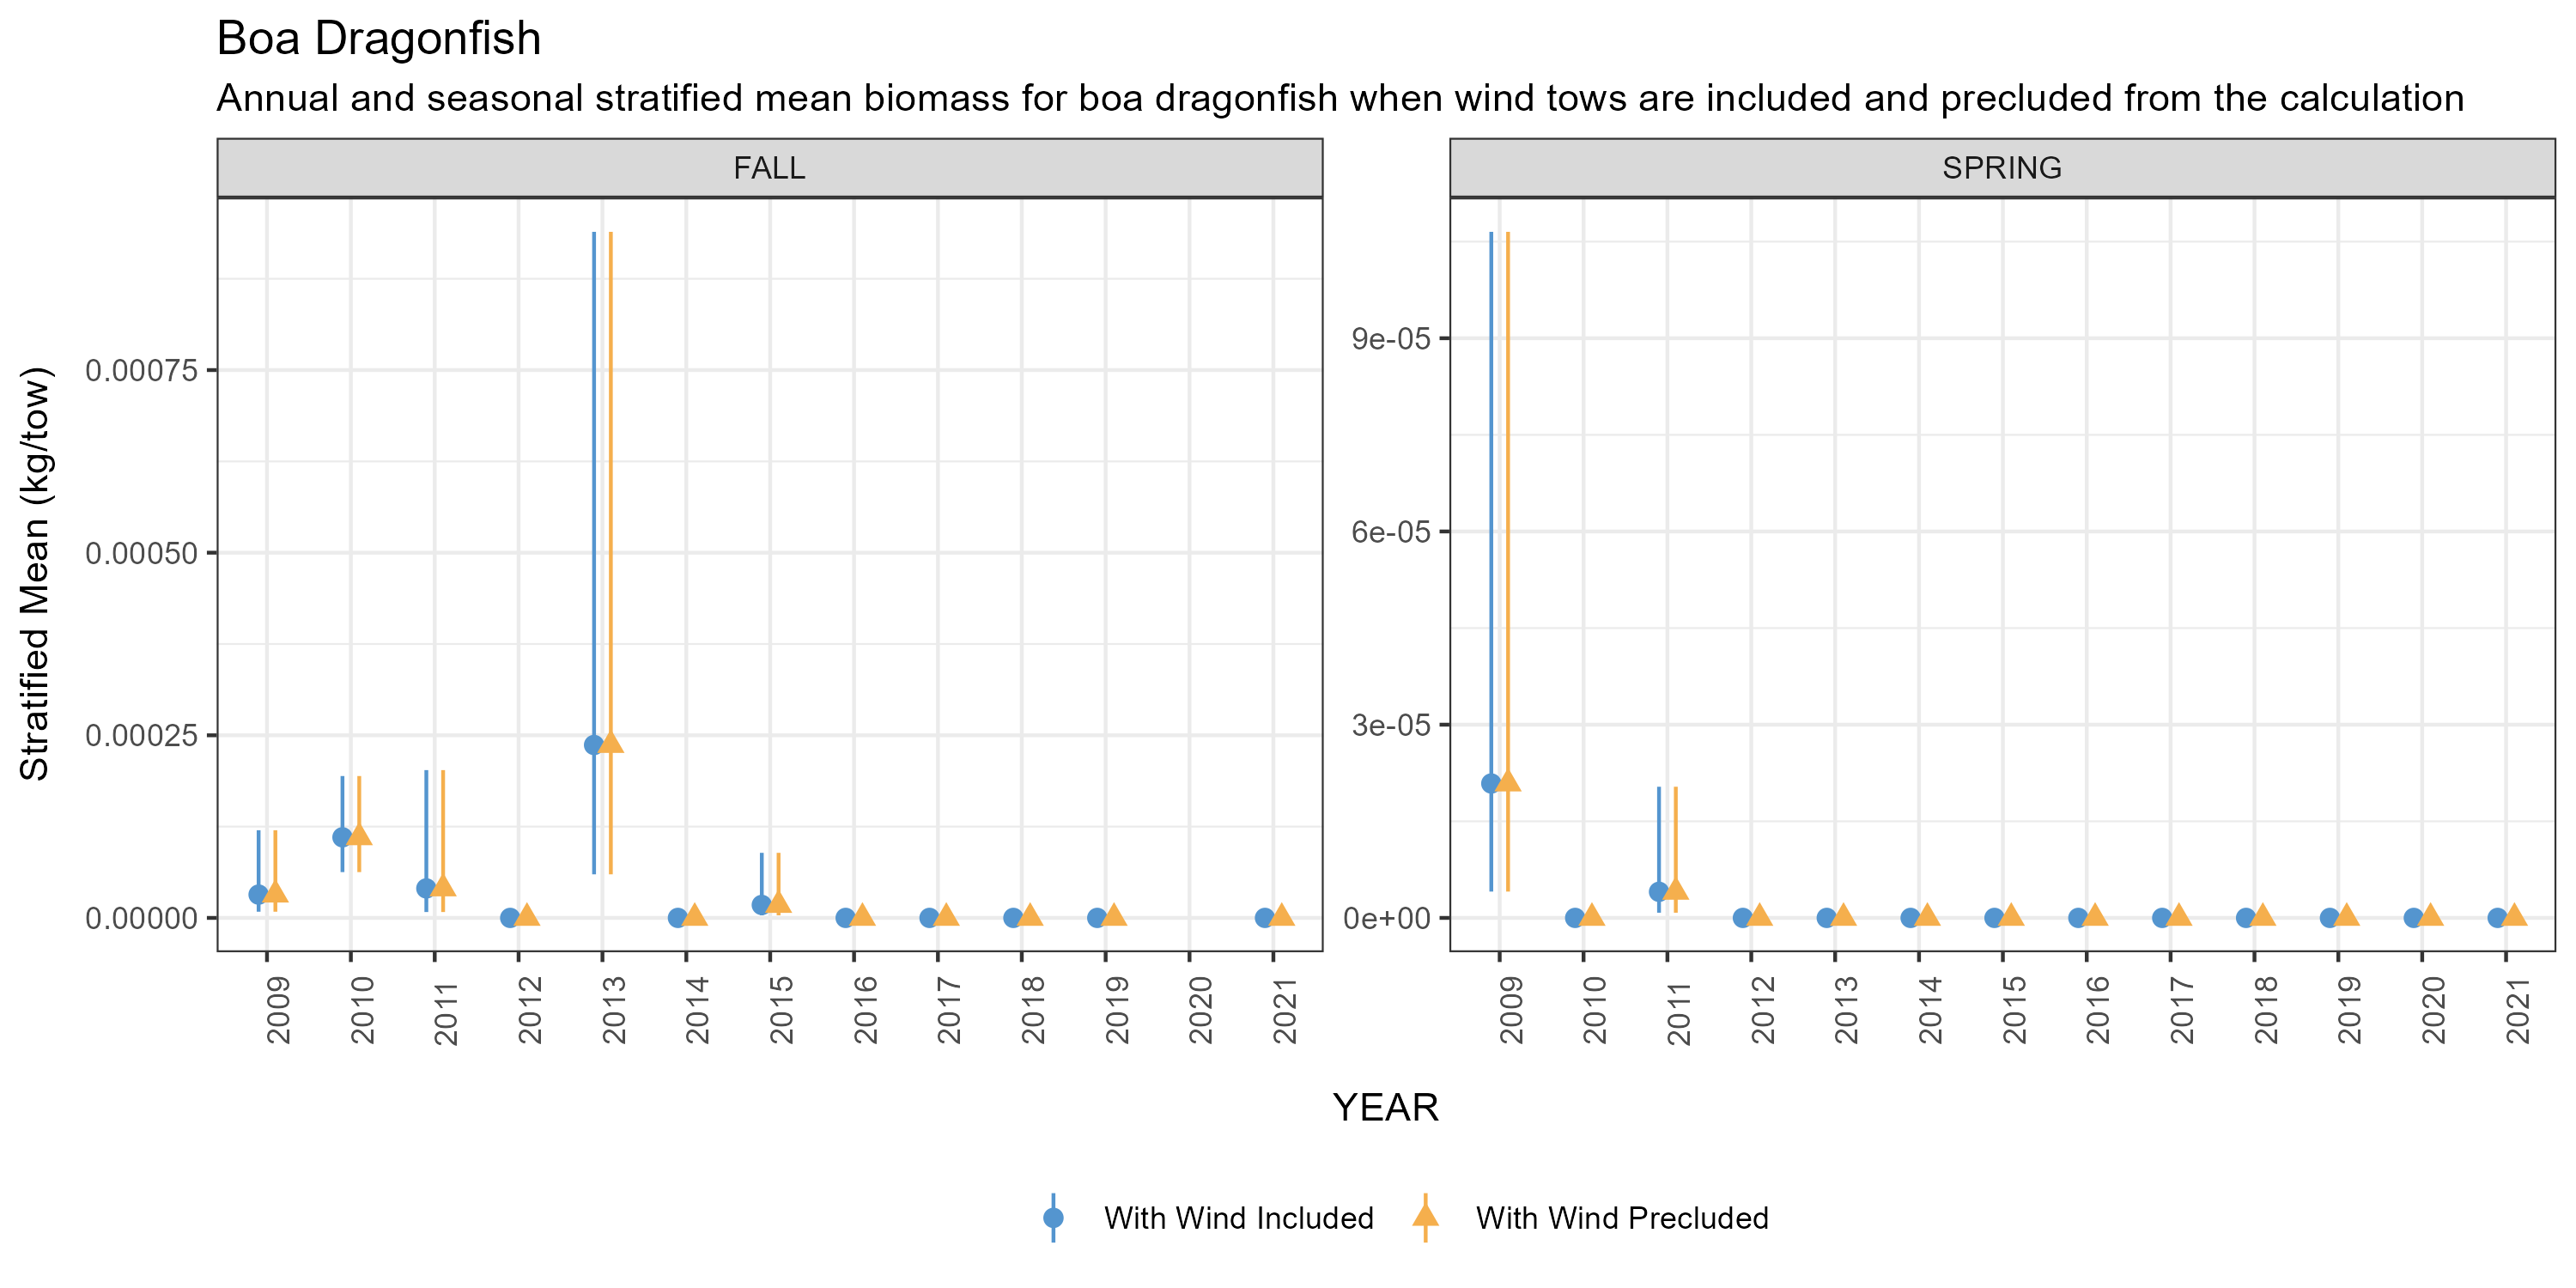 Boa Dragonfish
Annual and seasonal stratified mean biomass for boa dragonfish when wind tows are included and precluded from the calculation
FALL
SPRING
Stratified Mean (kg/tow)
0.00075
0.00050
0.00025
0.00000
9e-05
6e-05
3e-05
0e+00
2009 2010 2011 2012 2013 2014 2015 2016 2017 2018 2019 2020 2021
2009 2010 2011 2012 2013 2014 2015 2016 2017 2018 2019 2020 2021
YEAR
With Wind Included
With Wind Precluded